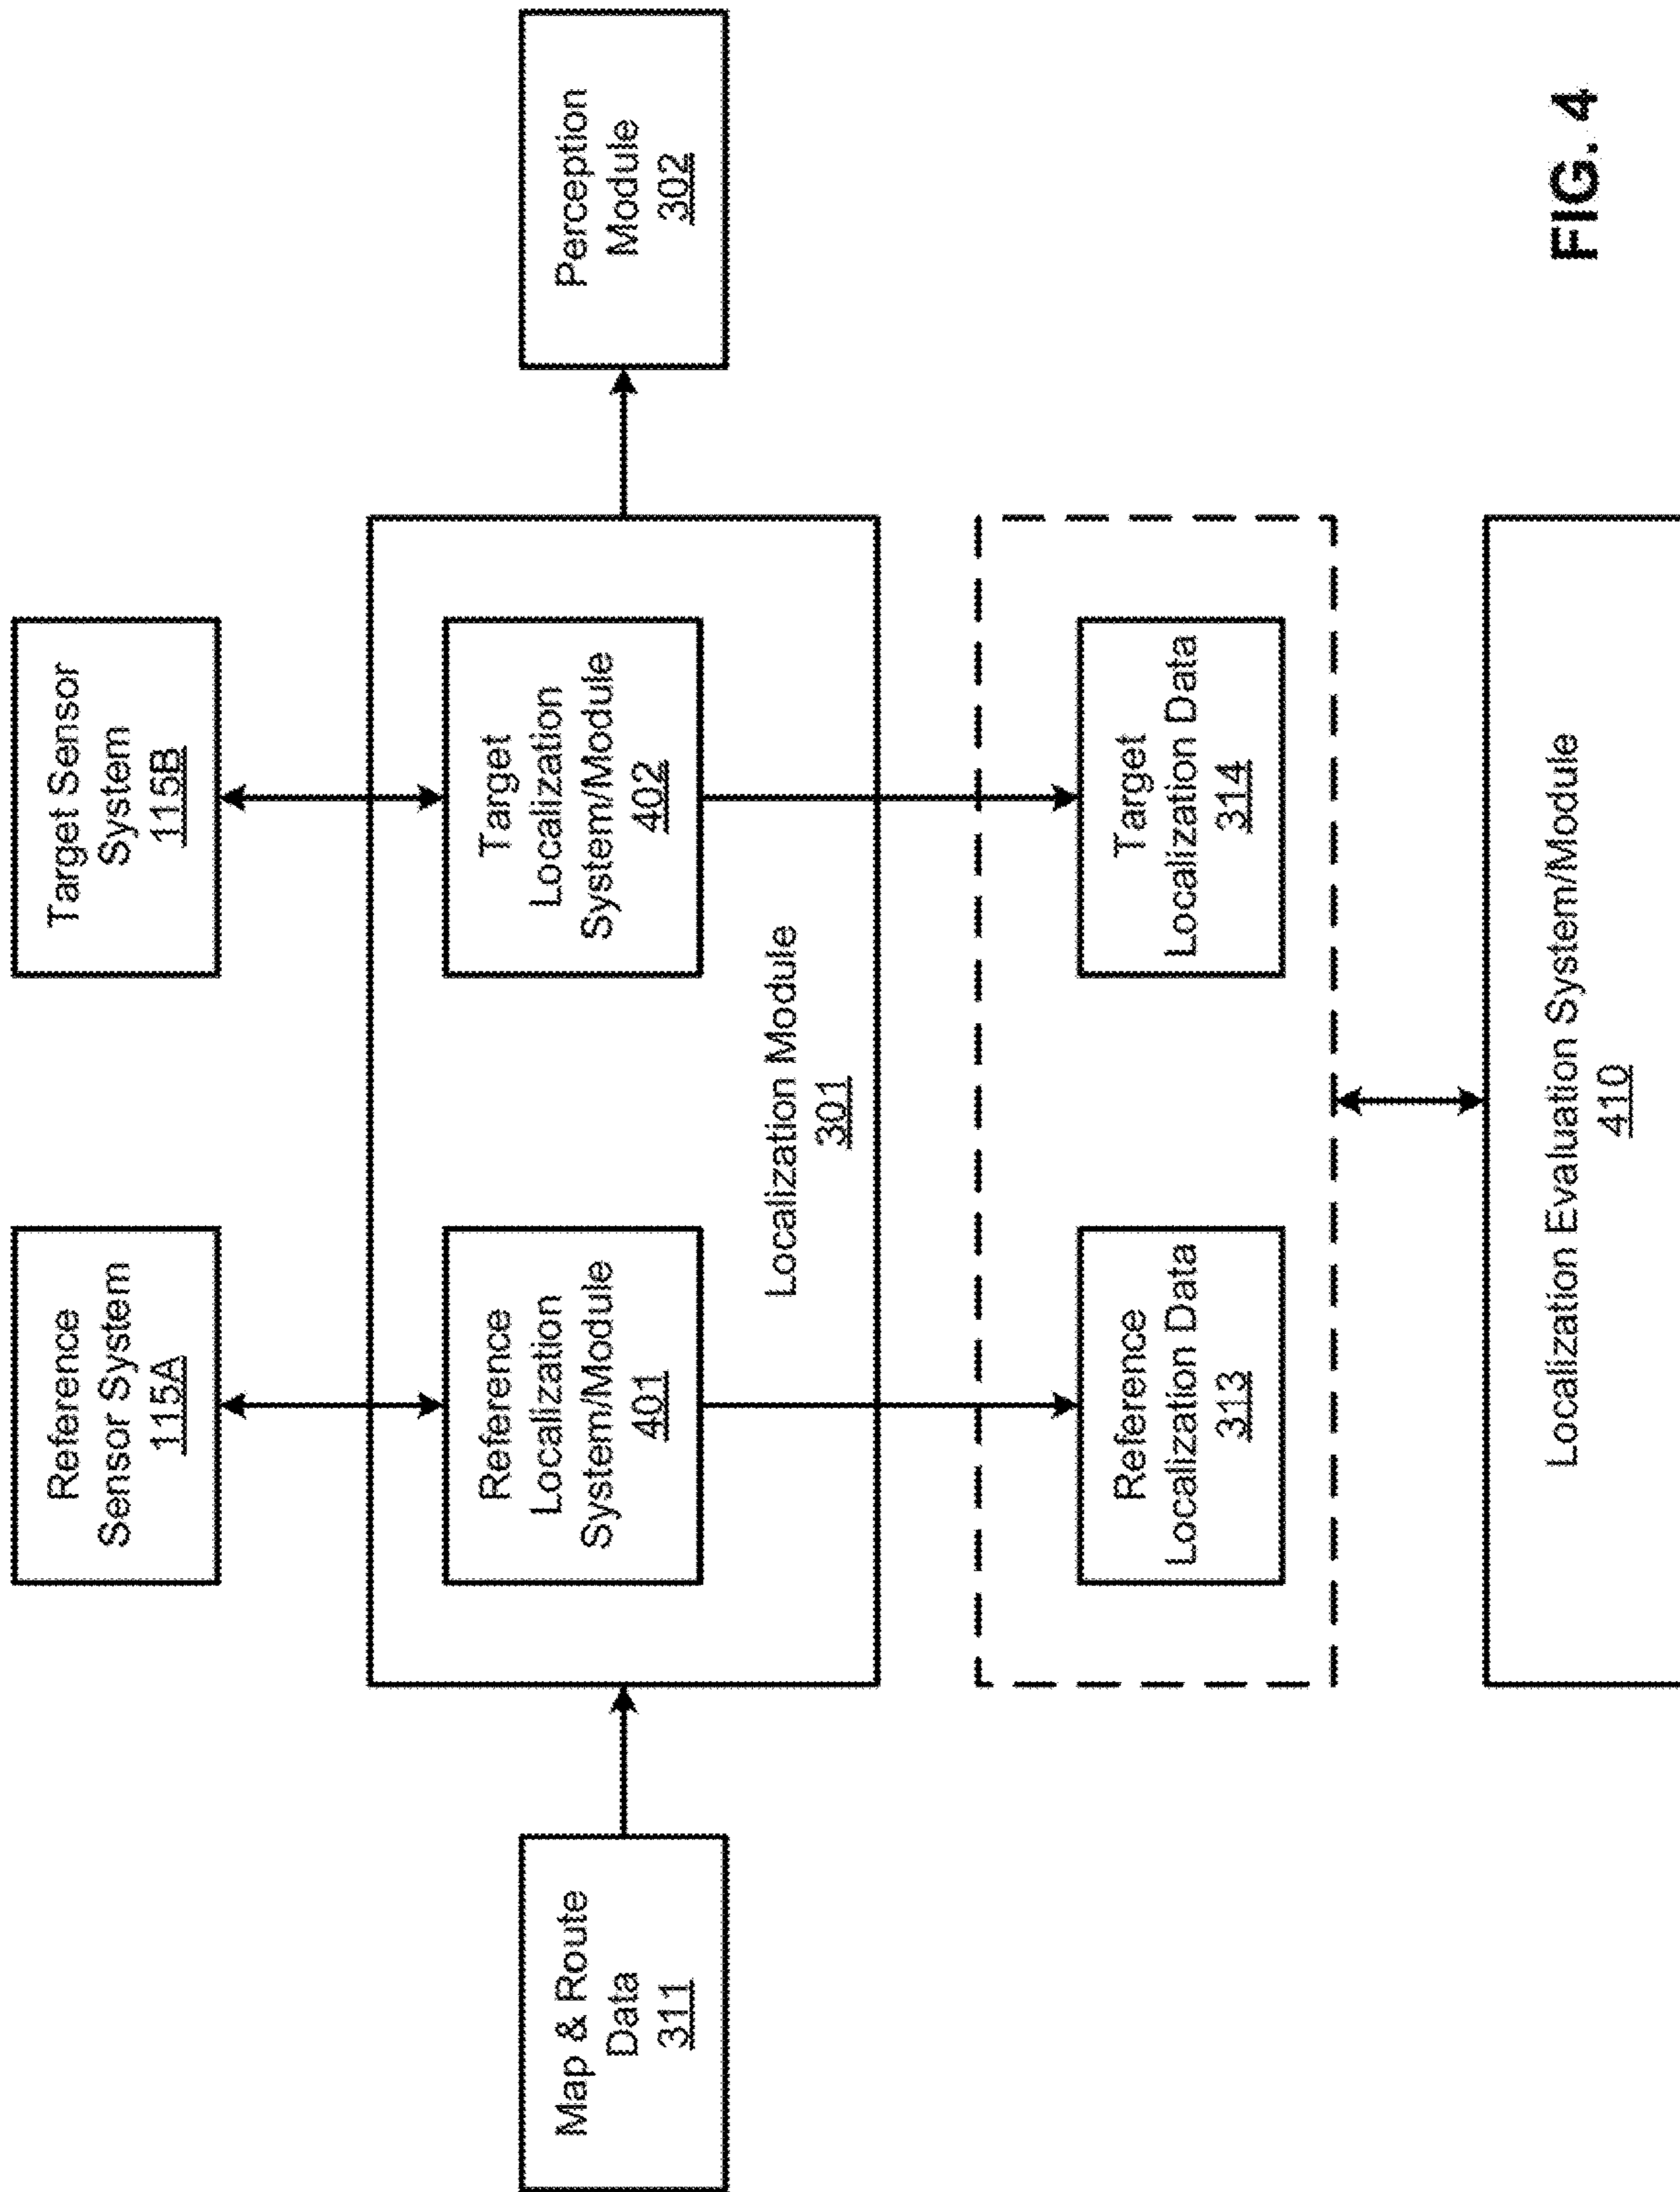 Reference
Sensor System
115A
Target Sensor
System
115B
Map & Route
Data
311
Reference
Localization
System/Module
401
Target
Localization
System/Module
402
Localization Module
301
Perception
Module
302
Reference
Localization Data
313
Target
Localization Data
314
Localization Evaluation System/Module
410
FIG. 4